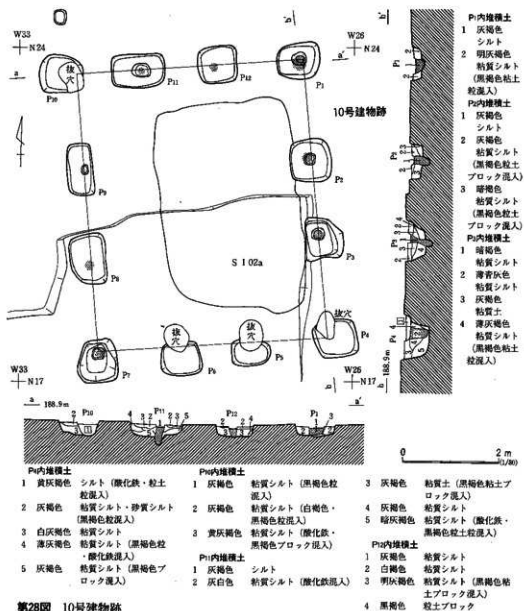 W33
N24
W26
N24
a
a'
b'
抜穴
P10
P11
P12
P1
10号建物跡
P9
P2
P8
P3
S I 02a
抜穴
抜穴
抜穴
P7
P6
P5
P4
W33
N17
W26
N17
b
b'
P1
P2
P3
P4
b
188.9m
P1内堆積土
1 灰褐色
シルト
2 明灰褐色
粘質シルト
(黒褐色粘土
粒混入)
P2内堆積土
1 灰褐色
シルト
2 灰褐色
粘質シルト
(黒褐色粘土
ブロック混入)
3 暗褐色
粘質シルト
(黒褐色粘土
ブロック混入)
P3内堆積土
1 暗褐色
粘質シルト
2 薄青灰色
粘質シルト
3 灰褐色
粘質土
4 薄灰褐色
粘質シルト
(黒褐色粘土
混入)
a 188.9m
a'
P10
P11
P12
P1
0 2m
(1/80)
P4内堆積土
1 黄灰褐色 シルト(酸化鉄・粒土
粒混入)
2 灰褐色 粘質シルト・砂質シルト
(黒褐色粒混入)
3 白灰褐色 粘質シルト
4 薄灰褐色 粘質シルト(黒褐色粒
・酸化鉄混入)
5 灰褐色 粘質シルト(黒褐色ブ
ロック混入)
P10内堆積土
1 灰褐色 粘質シルト(黒褐色粒
混入)
2 灰褐色 粘質シルト(白褐色・
黒褐色粒混入)
3 黄灰褐色 粘質シルト(酸化鉄・
黒褐色ブロック混入)
P11内堆積土
1 灰褐色 シルト
2 灰白色 粘質シルト(酸化鉄混入)
3 灰褐色 粘質土(黒褐色粘土ブ
ロック混入)
4 灰褐色 粘質シルト
5 暗灰褐色 粘質シルト(酸化鉄・
黒褐色粘土粒混入)
P12内堆積土
1 灰褐色 粘質シルト
2 白褐色 粘質シルト
3 明灰褐色 粘質シルト(黒褐色粘
土ブロック混入)
4 黒褐色 粒土ブロック
第28図 10号建物跡